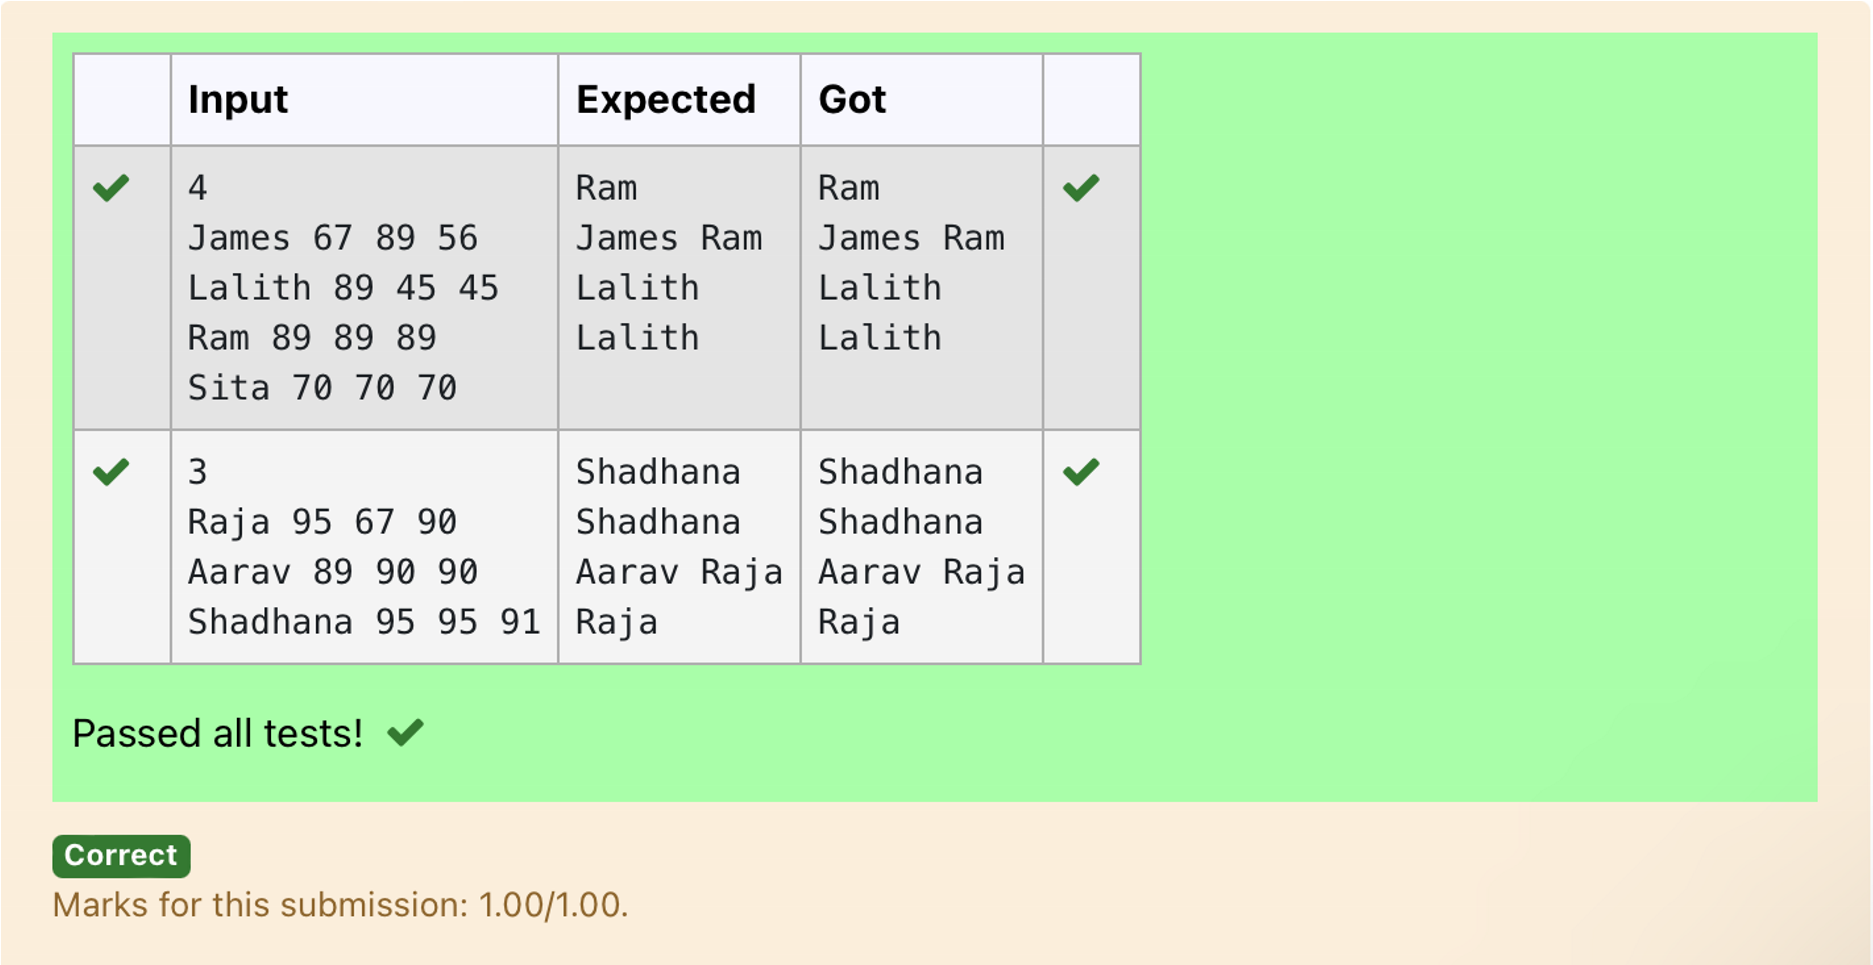 Input Expected Got
4 Ram Ram
James 67 89 56 James Ram James Ram
Lalith 89 45 45 Lalith Lalith
Ram 89 89 89 Lalith Lalith
Sita 70 70 70
3 Shadhana Shadhana
Raja 95 67 90 Shadhana Shadhana
Aarav 89 90 90 Aarav Raja Aarav Raja
Shadhana 95 95 91 Raja Raja
Passed all tests!
Correct
Marks for this submission: 1.00/1.00.